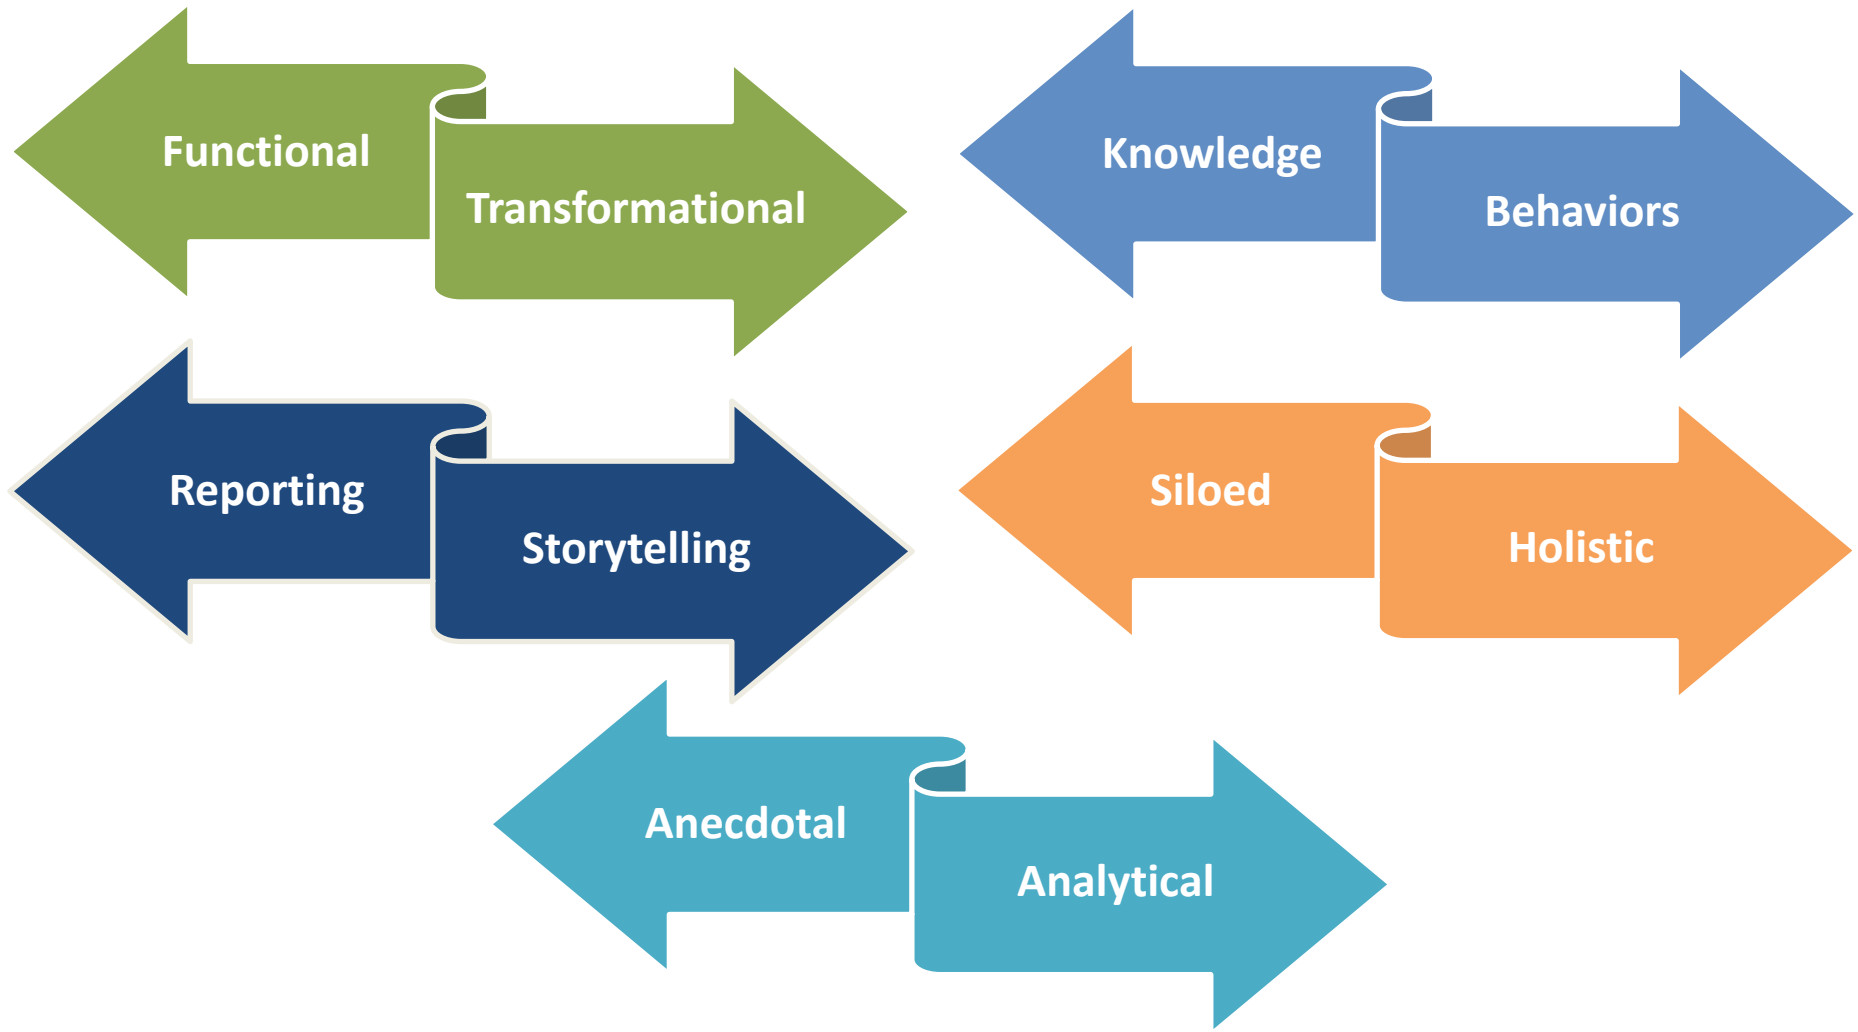 Functional
Transformational
Knowledge
Behaviors
Reporting
Storytelling
Siloed
Holistic
Anecdotal
Analytical